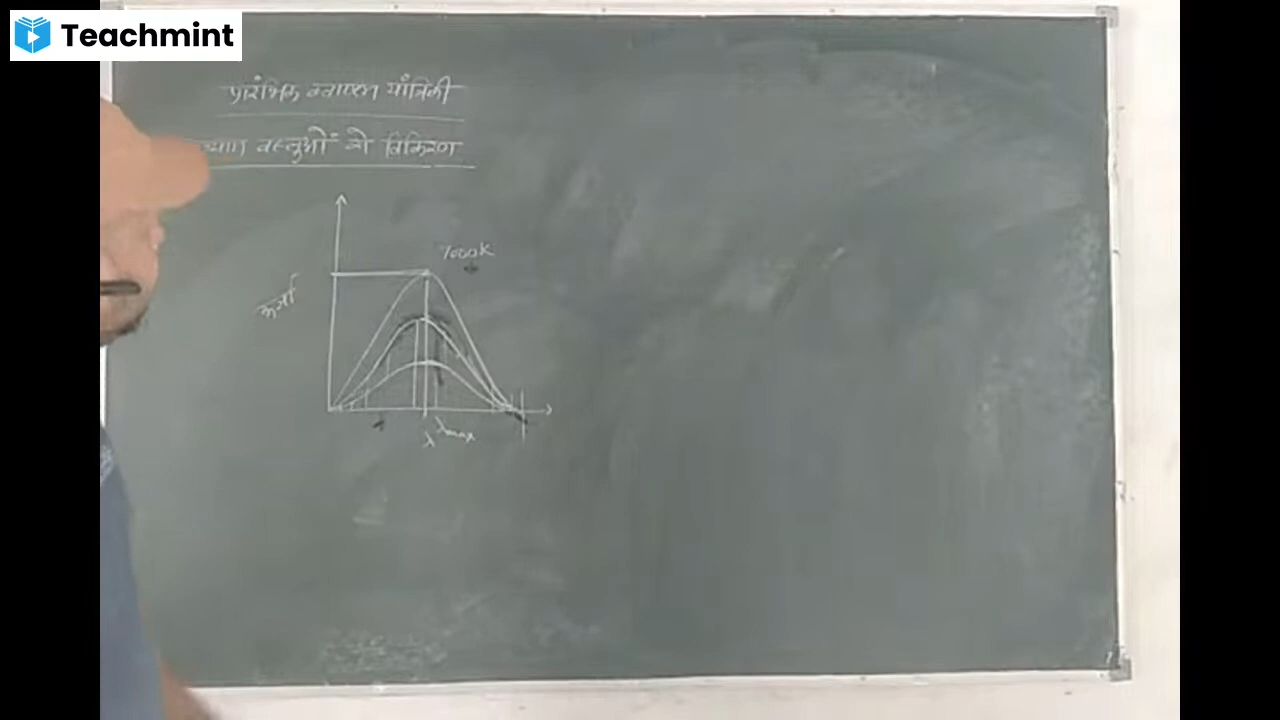 Teachmint
प्रारंभिक क्वाण्टम यांत्रिकी
वस्तुओं से विकिरण
7000K
ऊर्जा
λ λmax